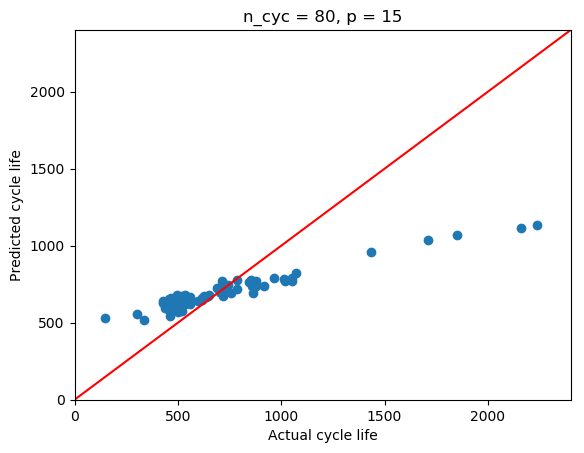 n_cyc = 80, p = 15
Predicted cycle life
2000
1500
1000
500
0
0 500 1000 1500 2000
Actual cycle life